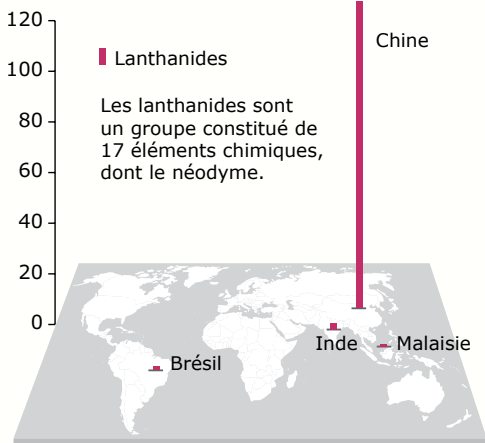 120
100
80
60
40
20
0
Lanthanides
Les lanthanides sont
un groupe constitué de
17 éléments chimiques,
dont le néodyme.
Chine
Inde
Malaisie
Brésil